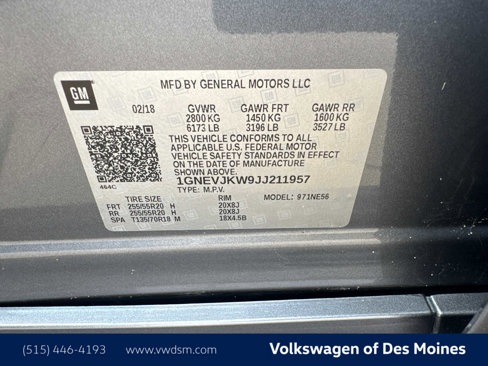 GM
MFD BY GENERAL MOTORS LLC
02/18 GVWR GAWR FRT GAWR RR
2800 KG 1450 KG 1600 KG
6173 LB 3196 LB 3527 LB
THIS VEHICLE CONFORMS TO ALL
APPLICABLE U.S. FEDERAL MOTOR
VEHICLE SAFETY STANDARDS IN EFFECT
ON THE DATE OF MANUFACTURE
SHOWN ABOVE.
464C
1GNEVJKW9JJ211957
TYPE: M.P.V. MODEL: 971NE56
TIRE SIZE RIM
FRT 255/55R20 H 20X8J
RR 255/55R20 H 20X8J
SPA T135/70R18 M 18X4.5B
(515) 446-4193 www.vwdsm.com Volkswagen of Des Moines